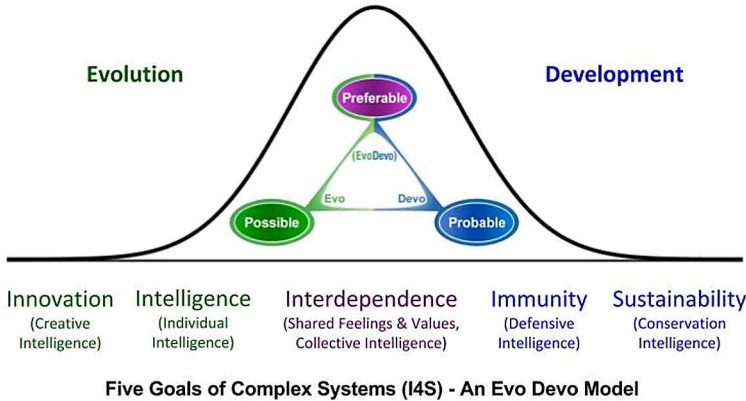 Evolution
Development
Preferable
(EvoDevo)
Evo
Devo
Possible
Probable
Innovation
(Creative
Intelligence)
Intelligence
(Individual
Intelligence)
Interdependence
(Shared Feelings & Values,
Collective Intelligence)
Immunity
(Defensive
Intelligence)
Sustainability
(Conservation
Intelligence)
Five Goals of Complex Systems (I4S) - An Evo Devo Model